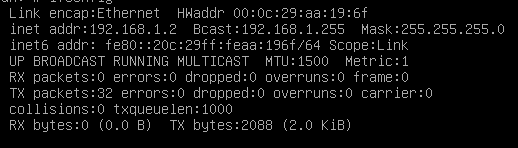 Link encap:Ethernet  HWaddr 00:0c:29:aa:19:6f
inet addr:192.168.1.2  Bcast:192.168.1.255  Mask:255.255.255.0
inet6 addr: fe80::20c:29ff:feaa:196f/64 Scope:Link
UP BROADCAST RUNNING MULTICAST  MTU:1500  Metric:1
RX packets:0 errors:0 dropped:0 overruns:0 frame:0
TX packets:32 errors:0 dropped:0 overruns:0 carrier:0
collisions:0 txqueuelen:1000
RX bytes:0 (0.0 B)  TX bytes:2088 (2.0 KiB)